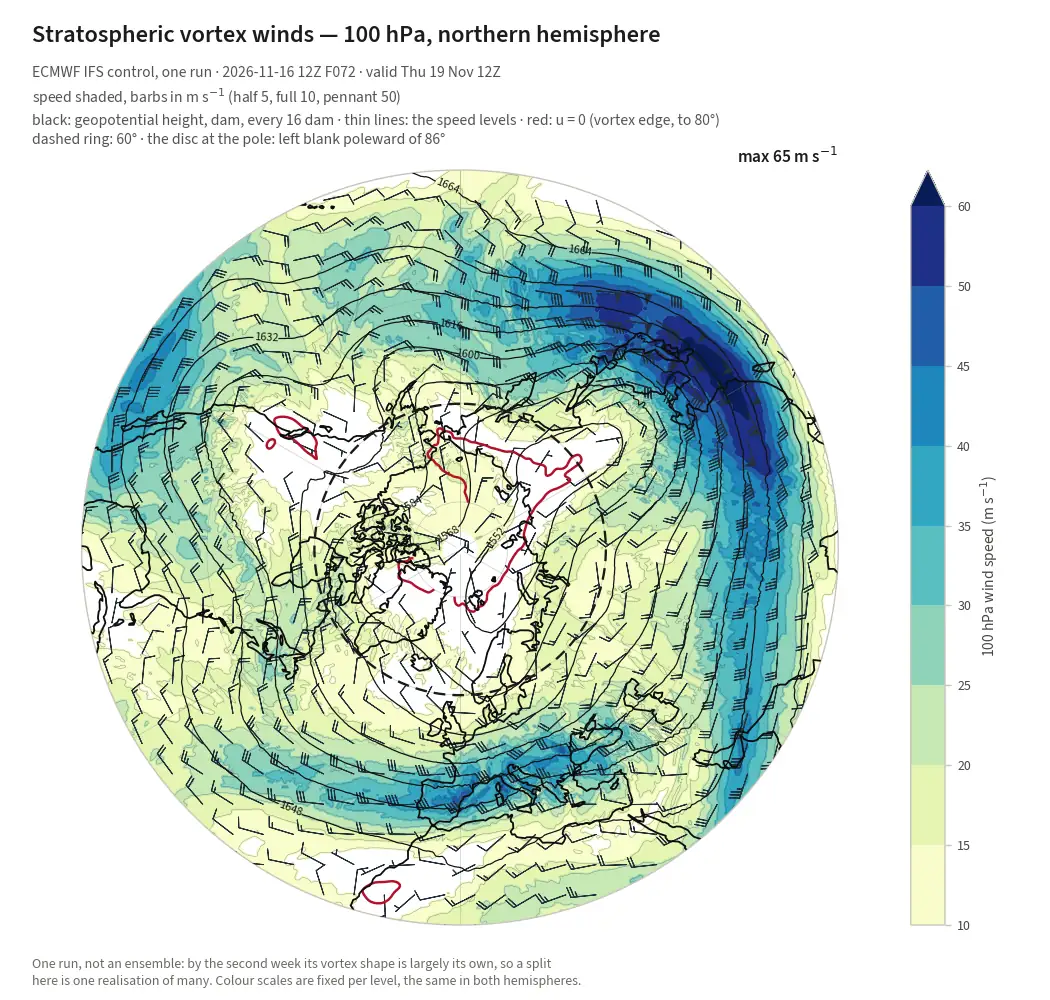 Stratospheric vortex winds — 100 hPa, northern hemisphere
ECMWF IFS control, one run · 2026-11-16 12Z F072 · valid Thu 19 Nov 12Z
speed shaded, barbs in m s⁻¹ (half 5, full 10, pennant 50)
black: geopotential height, dam, every 16 dam · thin lines: the speed levels · red: u = 0 (vortex edge, to 80°)
dashed ring: 60° · the disc at the pole: left blank poleward of 86°
max 65 m s⁻¹
1664
1664
1616
1632
1600
1584
1568
1552
1648
60
50
45
40
35
30
25
20
15
10
100 hPa wind speed (m s⁻¹)
One run, not an ensemble: by the second week its vortex shape is largely its own, so a split
here is one realisation of many. Colour scales are fixed per level, the same in both hemispheres.